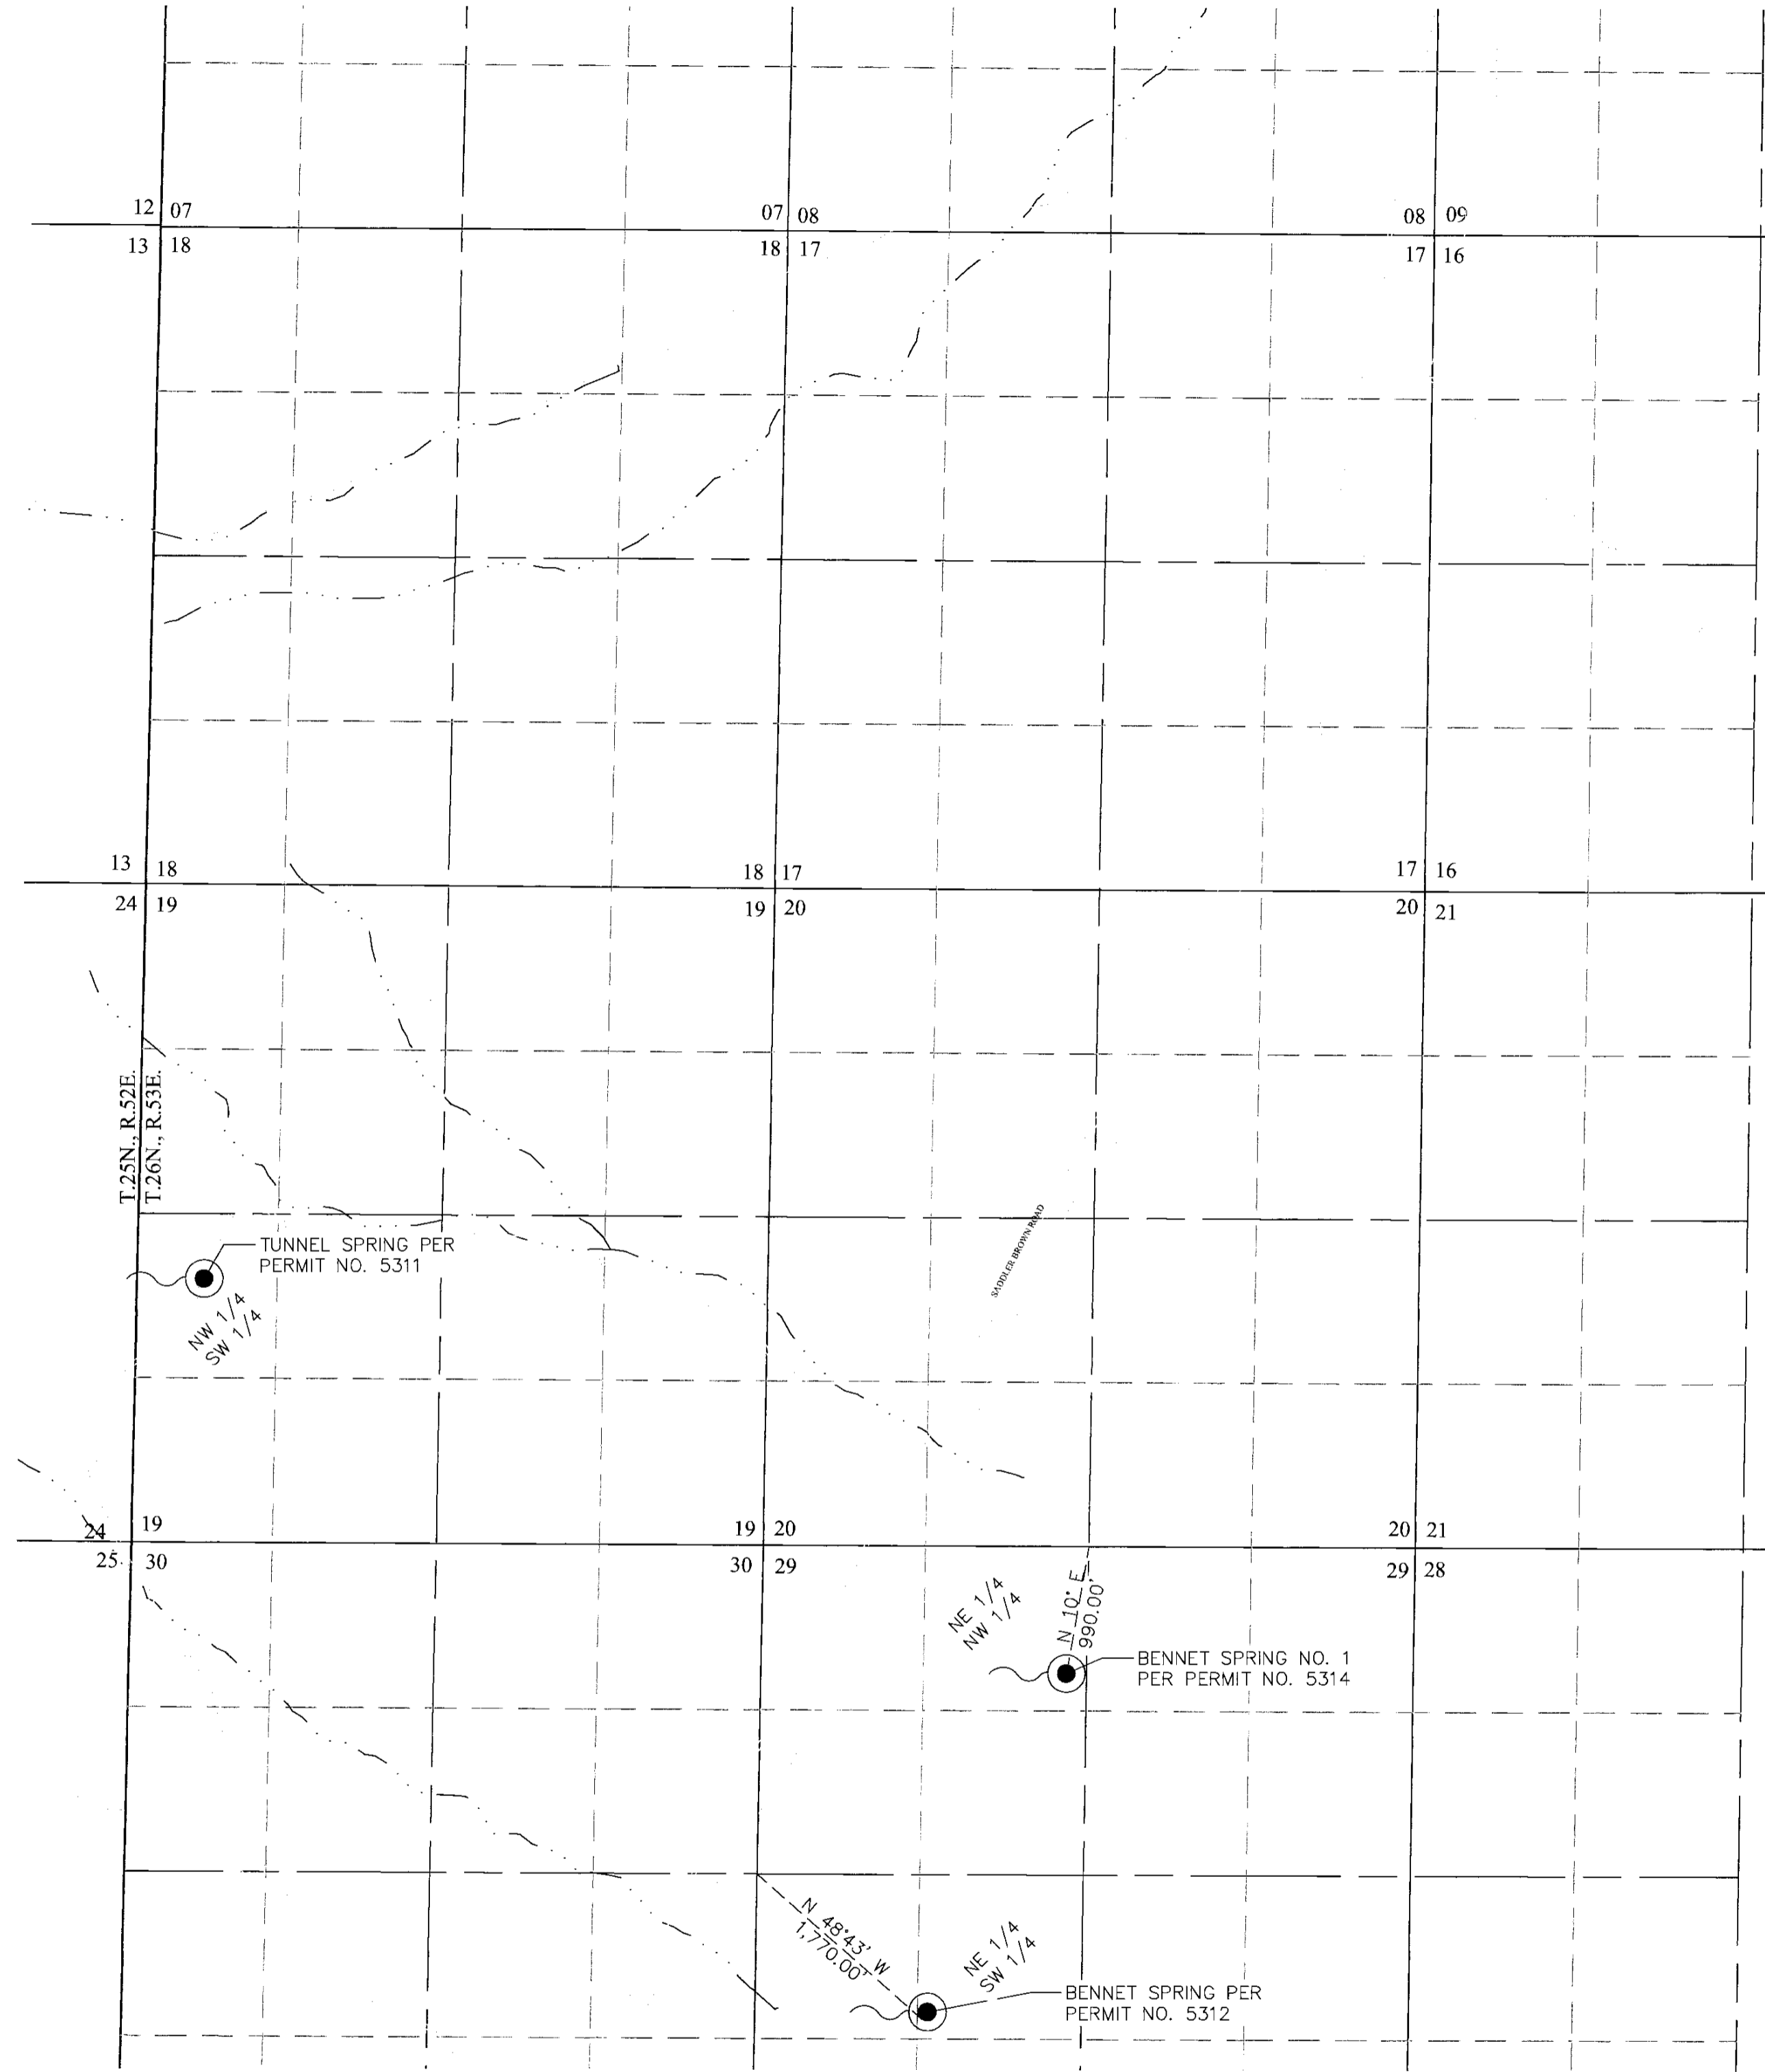 12 07
07 08
08 09
13 18
18 17
17 16
13 18
18 17
17 16
24 19
19 20
20 21
T.25N., R.52E.
T.26N., R.53E.
SADDLER BROWN ROAD
TUNNEL SPRING PER
PERMIT NO. 5311
NW 1/4
SW 1/4
24 19
19 20
20 21
25 30
30 29
29 28
NE 1/4
NW 1/4
N 10° E
990.00'
BENNET SPRING NO. 1
PER PERMIT NO. 5314
N 48°43' W
1,770.00'
NE 1/4
SW 1/4
BENNET SPRING PER
PERMIT NO. 5312